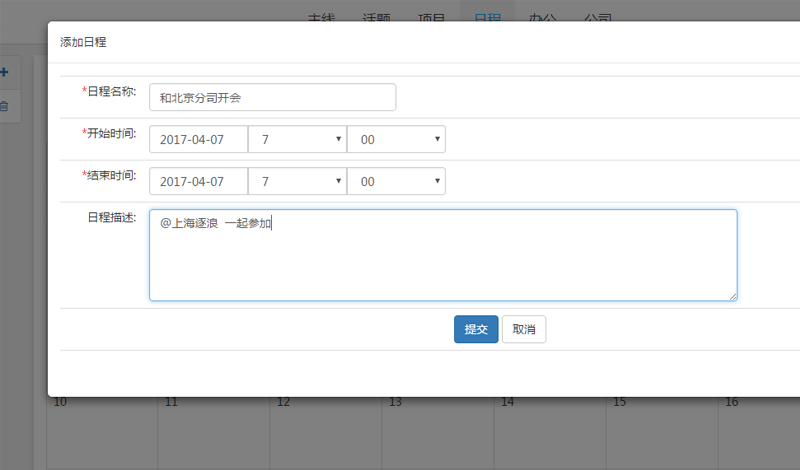 主线 话题 项目 日程 办公 公司
添加日程
*日程名称: 和北京分司开会
*开始时间: 2017-04-07 7 00
*结束时间: 2017-04-07 7 00
日程描述: @上海逐浪 一起参加
提交 取消
10 11 12 13 14 15 16